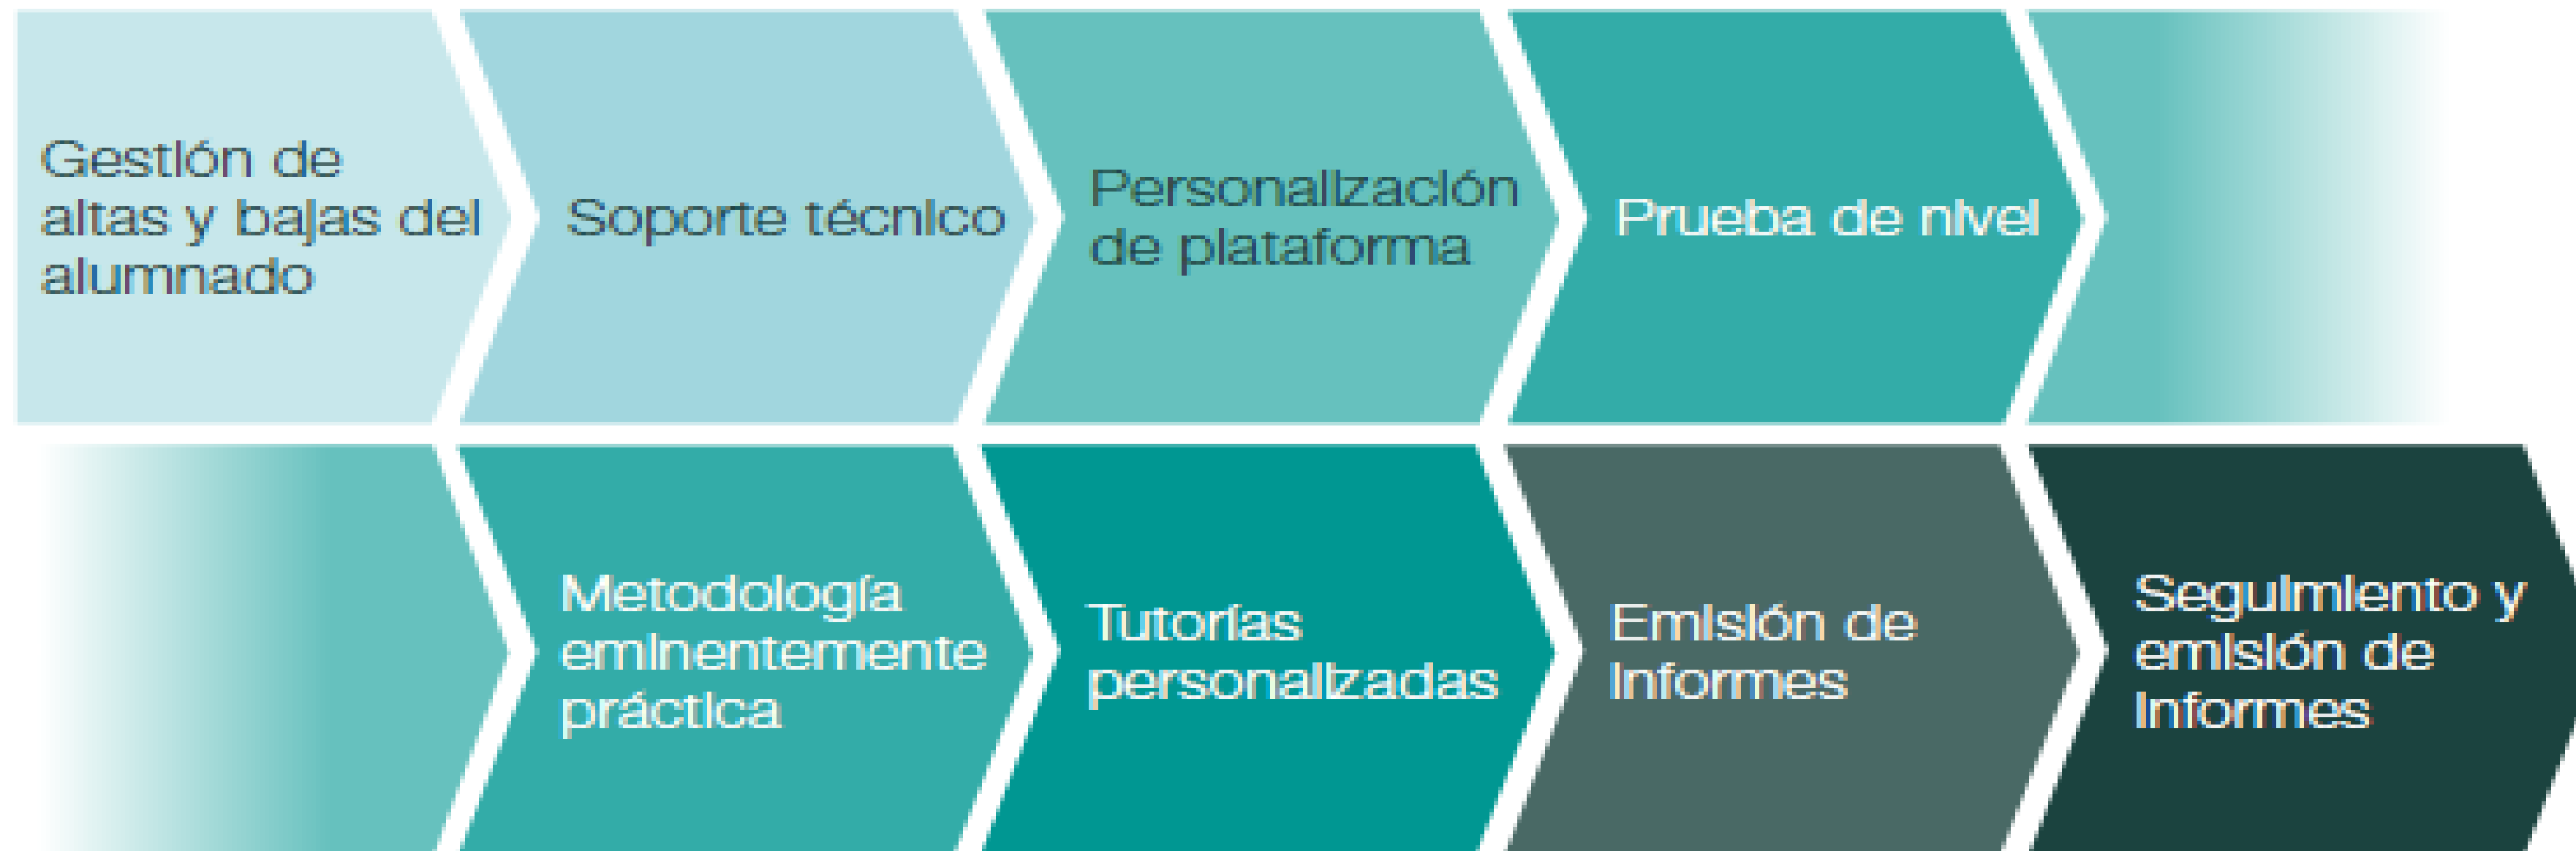 Gestión de
altas y bajas del
alumnado
Soporte técnico
Personalización
de plataforma
Prueba de nivel
Metodología
eminentemente
práctica
Tutorías
personalizadas
Emisión de
Informes
Seguimiento y
emisión de
Informes